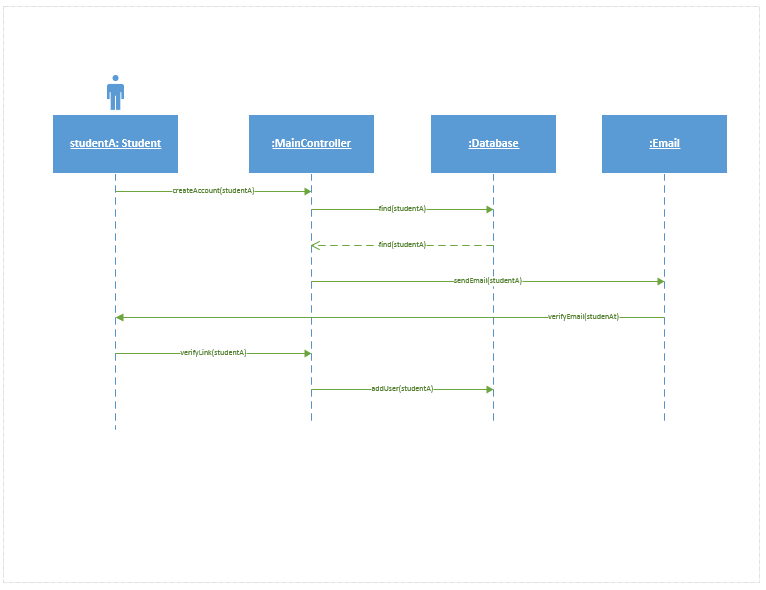 studentA: Student
:MainController
:Database
:Email
createAccount(studentA)
find(studentA)
find(studentA)
sendEmail(studentA)
verifyEmail(studenAt)
verifyLink(studentA)
addUser(studentA)